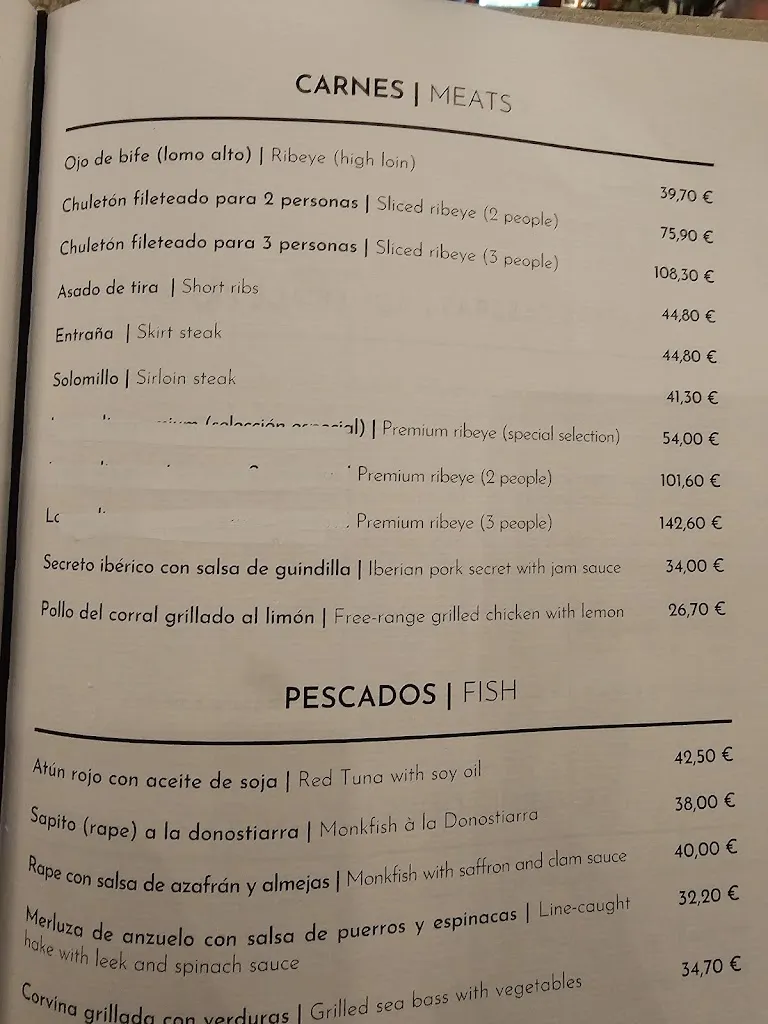 CARNES | MEATS
Ojo de bife (lomo alto) | Ribeye (high loin) 39,70 €
Chuletón fileteado para 2 personas | Sliced ribeye (2 people) 75,90 €
Chuletón fileteado para 3 personas | Sliced ribeye (3 people) 108,30 €
Asado de tira | Short ribs 44,80 €
Entraña | Skirt steak 44,80 €
Solomillo | Sirloin steak 41,30 €
| Premium ribeye (special selection) 54,00 €
Premium ribeye (2 people) 101,60 €
Premium ribeye (3 people) 142,60 €
Secreto ibérico con salsa de guindilla | Iberian pork secret with jam sauce 34,00 €
Pollo del corral grillado al limón | Free-range grilled chicken with lemon 26,70 €
PESCADOS | FISH
Atún rojo con aceite de soja | Red Tuna with soy oil 42,50 €
Sapito (rape) a la donostiarra | Monkfish à la Donostiarra 38,00 €
Rape con salsa de azafrán y almejas | Monkfish with saffron and clam sauce 40,00 €
Merluza de anzuelo con salsa de puerros y espinacas | Line-caught 32,20 €
hake with leek and spinach sauce
Corvina grillada con verduras | Grilled sea bass with vegetables 34,70 €